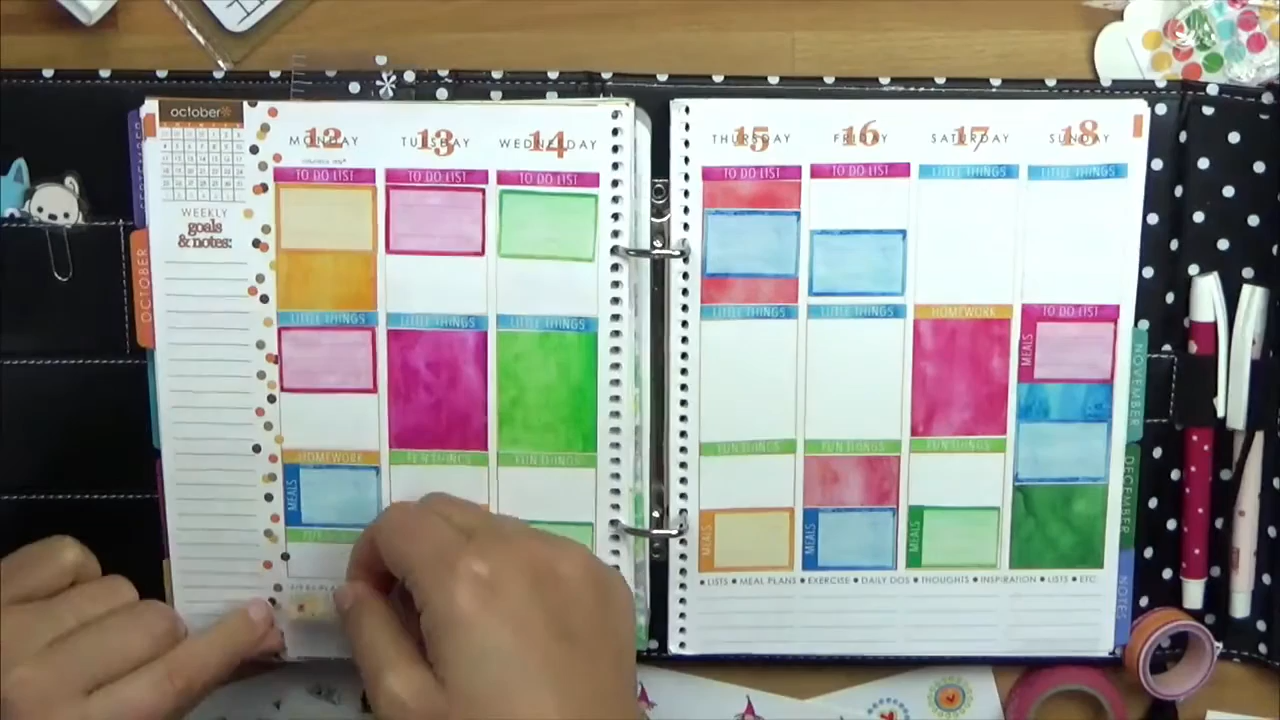 october*
12 13 14 15 16 17 18
MONDAY TUESDAY WEDNESDAY THURSDAY FRIDAY SATURDAY SUNDAY
TO DO LIST TO DO LIST TO DO LIST TO DO LIST TO DO LIST LITTLE THINGS LITTLE THINGS
WEEKLY
goals
& notes:
SEPTEMBER
OCTOBER
LITTLE THINGS LITTLE THINGS LITTLE THINGS LITTLE THINGS LITTLE THINGS HOMEWORK TO DO LIST
MEALS
HOMEWORK FUN THINGS FUN THINGS FUN THINGS FUN THINGS FUN THINGS
MEALS
MEALS MEALS MEALS
• LISTS • MEAL PLANS • EXERCISE • DAILY DOS • THOUGHTS • INSPIRATION • LISTS • ETC.
NOVEMBER
DECEMBER
NOTES